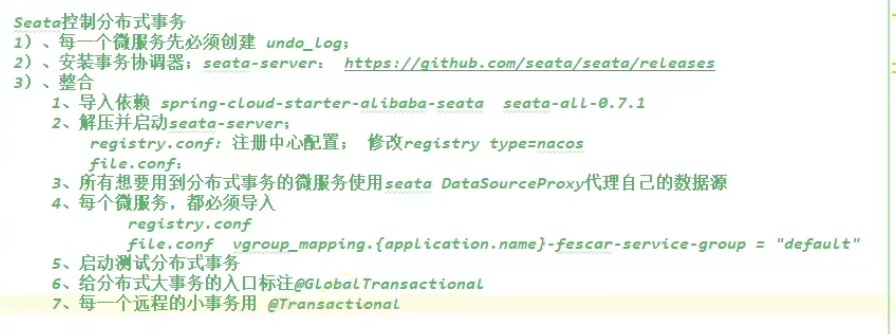 Seata控制分布式事务
1)、每一个微服务先必须创建 undo_log;
2)、安装事务协调器;seata-server: https://github.com/seata/seata/releases
3)、整合
1、导入依赖 spring-cloud-starter-alibaba-seata seata-all-0.7.1
2、解压并启动seata-server;
registry.conf: 注册中心配置; 修改registry type=nacos
file.conf:
3、所有想要用到分布式事务的微服务使用seata DataSourceProxy代理自己的数据源
4、每个微服务,都必须导入
registry.conf
file.conf vgroup_mapping.{application.name}-fescar-service-group = "default"
5、启动测试分布式事务
6、给分布式大事务的入口标注@GlobalTransactional
7、每一个远程的小事务用 @Transactional